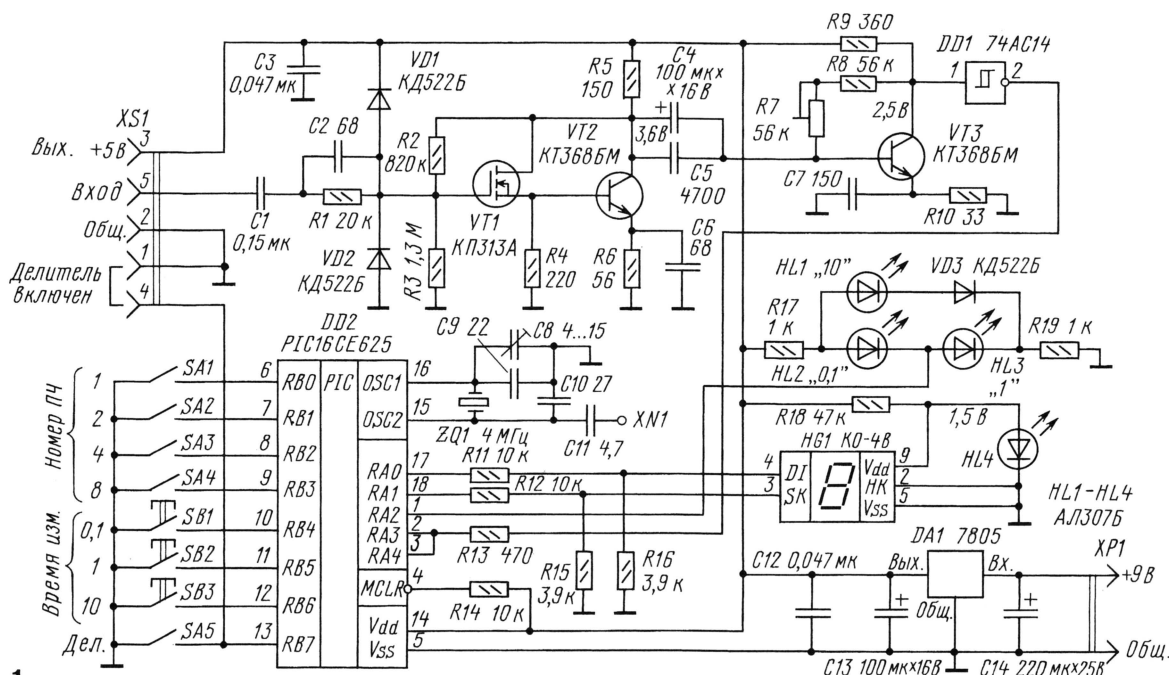 R9 360
DD1 74AC14
C3
0,047 мк
VD1
КД522Б
R5
150
C4
100 мк×
×16В
R8 56 к
1
2
R7
56 к
2,5 В
XS1
3
Вых. +5В
C2 68
R2
820 к
VT2
КТ368БМ
+
3,6В
VT3
КТ368БМ
5
Вход
C1
0,15 мк
R1 20 к
VT1
КП313А
C5
4700
C7 150
2
Общ.
R10 33
1
Делитель
включен
4
VD2
КД522Б
R3 1,3 М
R4
220
R6
56
C6
68
HL1 „10"
VD3 КД522Б
R17
1 к
R19 1 к
HL2 „0,1"
HL3
„1"
DD2
PIC16CE625
C9 22
C8 4...15
Номер ПЧ
1
SA1
6
RB0
PIC
OSC1
16
2
SA2
7
RB1
OSC2
15
C10 27
XN1
4
SA3
8
RB2
ZQ1 4 МГц
C11 4,7
R18 47 к
1,5 В
8
SA4
9
RB3
RA0
17
R11 10 к
HG1 КО-4В
4
DI
Vdd
9
HL4
RA1
18
R12 10 к
3
SK
НК
2
Vss
5
HL1-HL4
АЛ307Б
Время изм.
0,1
SB1
10
RB4
RA2
1
RA3
2
RA4
3
R13 470
1
SB2
11
RB5
MCLR
4
R14 10 к
R15
3,9 к
R16
3,9 к
C12 0,047 мк
DA1 7805
Вых.
Вх.
Общ.
XP1
+9 В
10
SB3
12
RB6
Vdd
14
+
+
Дел.
SA5
13
RB7
Vss
5
C13 100 мк×16В
C14 220 мк×25В
Общ.